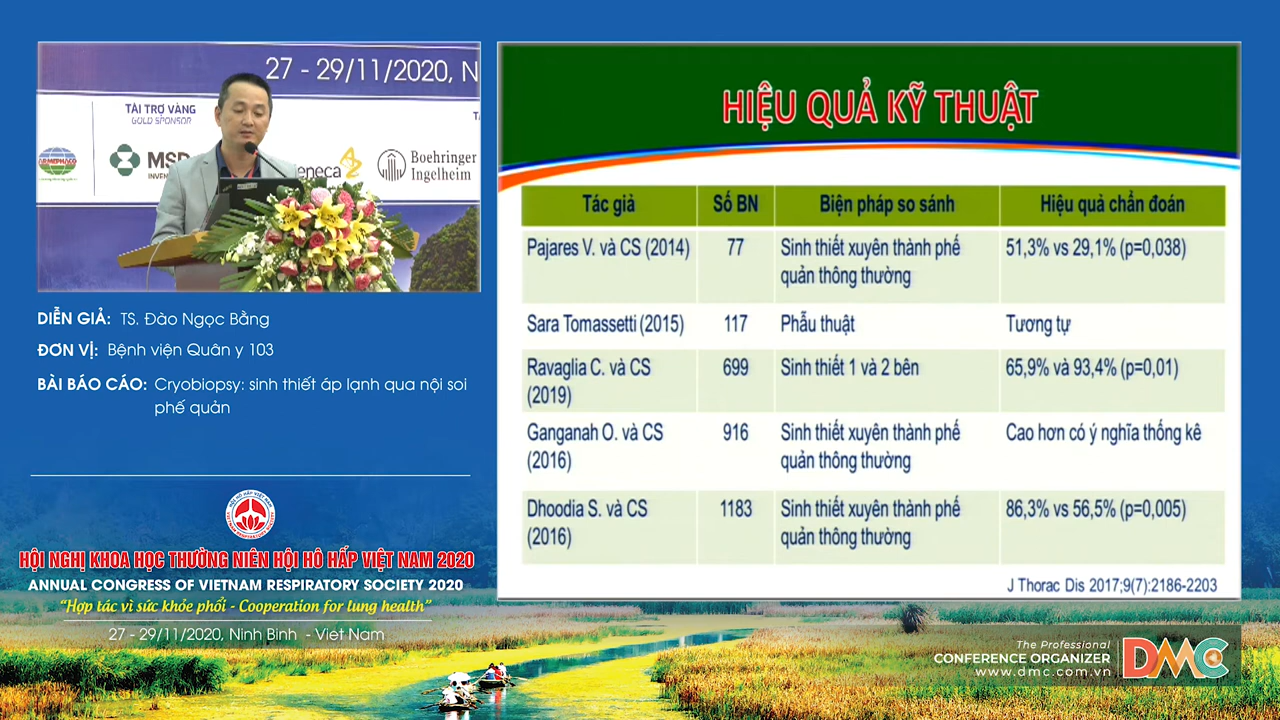 27 - 29/11/2020, N
TÀI TRỢ VÀNG
GOLD SPONSOR
MSD
INVEN
eneca
Boehringer
Ingelheim
DIỄN GIẢ: TS. Đào Ngọc Bằng
ĐƠN VỊ: Bệnh viện Quân y 103
BÀI BÁO CÁO: Cryobiopsy: sinh thiết áp lạnh qua nội soi
phế quản
HỘI NGHỊ KHOA HỌC THƯỜNG NIÊN HỘI HÔ HẤP VIỆT NAM 2020
ANNUAL CONGRESS OF VIETNAM RESPIRATORY SOCIETY 2020
“Hợp tác vì sức khỏe phổi - Cooperation for lung health”
27 - 29/11/2020, Ninh Binh - Viet Nam
HIỆU QUẢ KỸ THUẬT
Tác giả Số BN Biện pháp so sánh Hiệu quả chẩn đoán
Pajares V. và CS (2014) 77 Sinh thiết xuyên thành phế 51,3% vs 29,1% (p=0,038)
quản thông thường
Sara Tomassetti (2015) 117 Phẫu thuật Tương tự
Ravaglia C. và CS 699 Sinh thiết 1 và 2 bên 65,9% và 93,4% (p=0,01)
(2019)
Ganganah O. và CS 916 Sinh thiết xuyên thành phế Cao hơn có ý nghĩa thống kê
(2016) quản thông thường
Dhoodia S. và CS 1183 Sinh thiết xuyên thành phế 86,3% vs 56,5% (p=0,005)
(2016) quản thông thường
J Thorac Dis 2017;9(7):2186-2203
The Professional
CONFERENCE ORGANIZER
www.dmc.com.vn
DMC